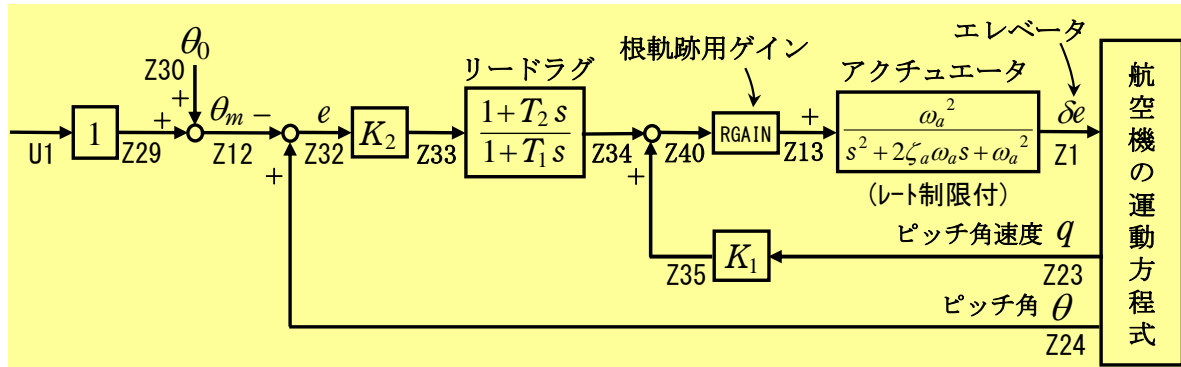 θ₀
Z30
+
U1
1
Z29
+
θₘ
−
Z12
+
e
Z32
K₂
Z33
リードラグ
1+T₂s
1+T₁s
Z34
+
+
Z40
根軌跡用ゲイン
RGAIN
+
Z13
アクチュエータ
ωₐ²
s²+2ζₐωₐs+ωₐ²
(ﾚｰﾄ制限付)
エレベータ
δe
Z1
航空機の運動方程式
ピッチ角速度 q
Z23
K₁
Z35
ピッチ角 θ
Z24